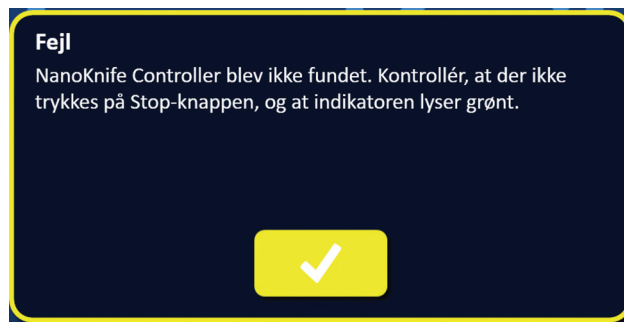 Fejl
NanoKnife Controller blev ikke fundet. Kontrollér, at der ikke
trykkes på Stop-knappen, og at indikatoren lyser grønt.